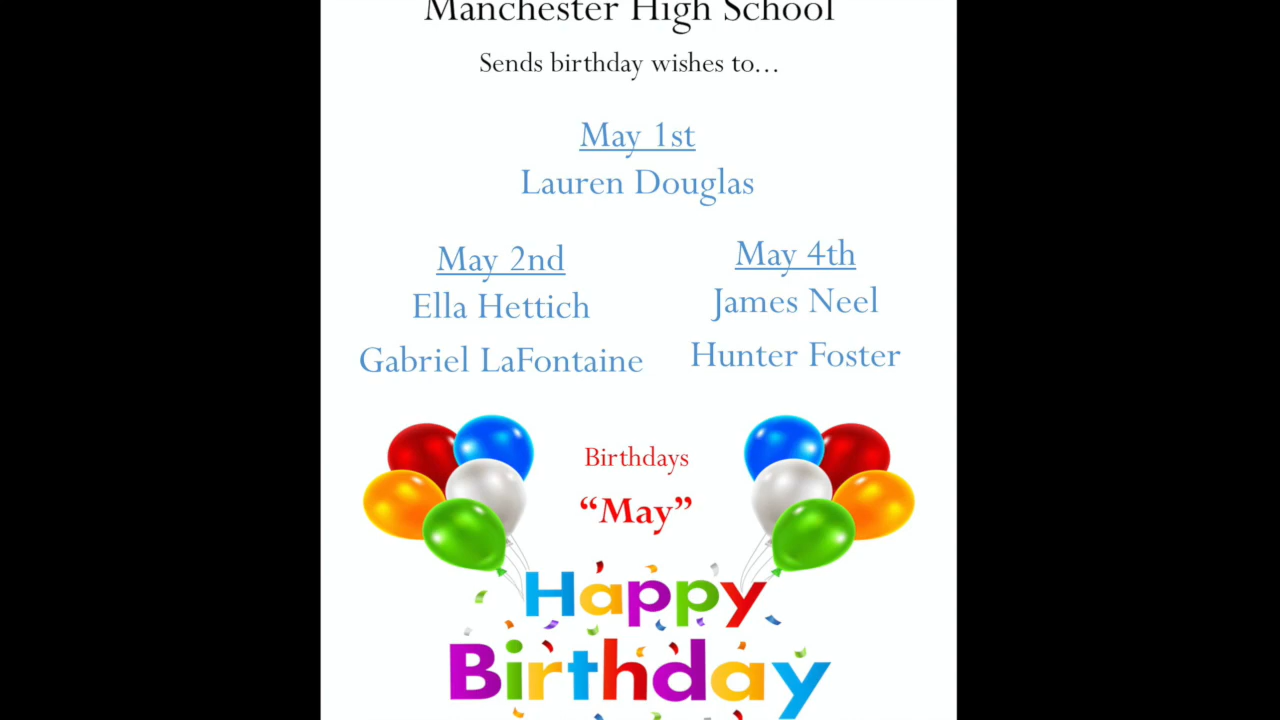 Manchester High School
Sends birthday wishes to…
May 1st
Lauren Douglas
May 2nd
Ella Hettich
Gabriel LaFontaine
May 4th
James Neel
Hunter Foster
Birthdays
“May”
Happy
Birthday